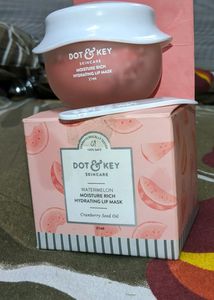 DOT & KEY
SKINCARE
MOISTURE RICH
HYDRATING LIP MASK
DOT & KEY
SKINCARE
WATERMELON
MOISTURE RICH
HYDRATING LIP MASK
Cranberry Seed Oil